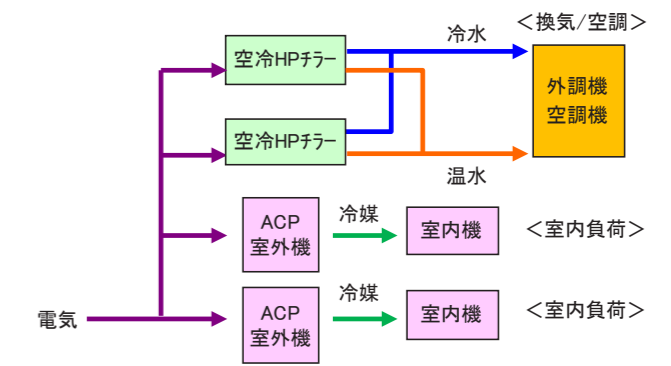 ＜換気/空調＞
冷水
空冷HPﾁﾗｰ
外調機
空調機
空冷HPﾁﾗｰ
温水
ACP
室外機
冷媒
室内機
＜室内負荷＞
電気
ACP
室外機
冷媒
室内機
＜室内負荷＞